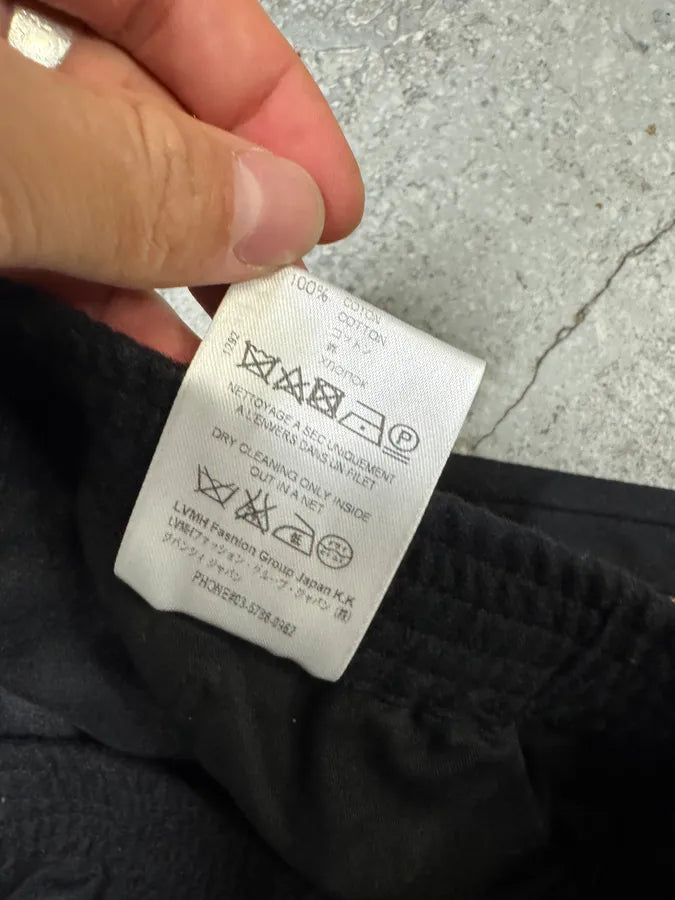 100% COTON
COTTON
コットン
棉
Хлопок
1292
P
NETTOYAGE A SEC UNIQUEMENT
A L'ENVERS DANS UN FILET
DRY CLEANING ONLY INSIDE
OUT IN A NET
LVMH Fashion Group Japan K.K
LVMHファッション・グループ・ジャパン (株)
ジバンシィ ジャパン
PHONE#03-5786-0962